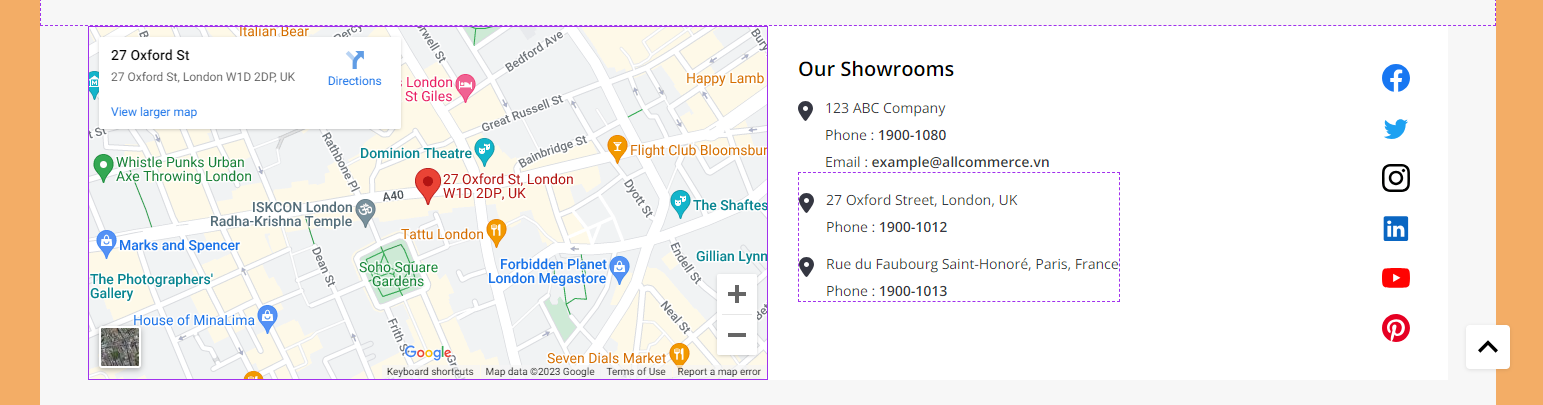 Italian Bear
27 Oxford St
27 Oxford St, London W1D 2DP, UK
Directions
View larger map
Bedford Ave
Happy Lamb
London
St Giles
Great Russell St
Whistle Punks Urban
Axe Throwing London
Rathbone Pl
Dominion Theatre
Bainbridge St
Flight Club Bloomsbur
27 Oxford St, London
W1D 2DP, UK
A40
Dyott St
ISKCON London
Radha-Krishna Temple
The Shaftes
Tattu London
Marks and Spencer
Dean St
Soho Square
Gardens
Endell St
Gillian Lynn
Forbidden Planet
London Megastore
The Photographers'
Gallery
House of MinaLima
Frith St
Neal St
Google
Seven Dials Market
Keyboard shortcuts
Map data ©2023 Google
Terms of Use
Report a map error
Our Showrooms
123 ABC Company
Phone : 1900-1080
Email : example@allcommerce.vn
27 Oxford Street, London, UK
Phone : 1900-1012
Rue du Faubourg Saint-Honoré, Paris, France
Phone : 1900-1013